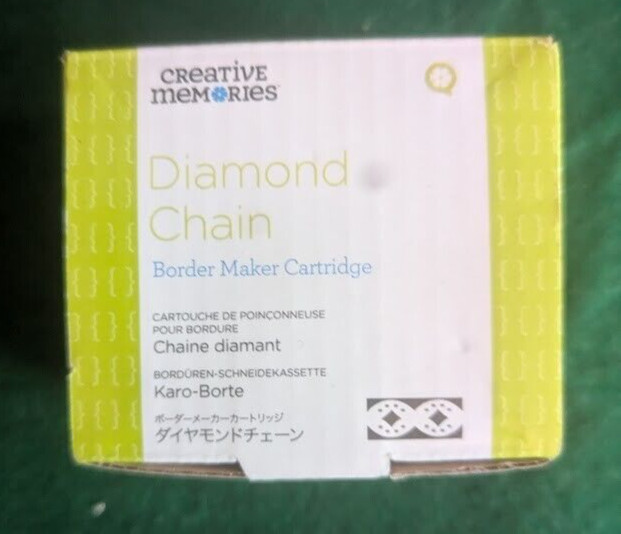 CREATIVE
MEMORIES
Diamond
Chain
Border Maker Cartridge
CARTOUCHE DE POINÇONNEUSE
POUR BORDURE
Chaine diamant
BORDÜREN-SCHNEIDEKASSETTE
Karo-Borte
ボーダーメーカーカートリッジ
ダイヤモンドチェーン